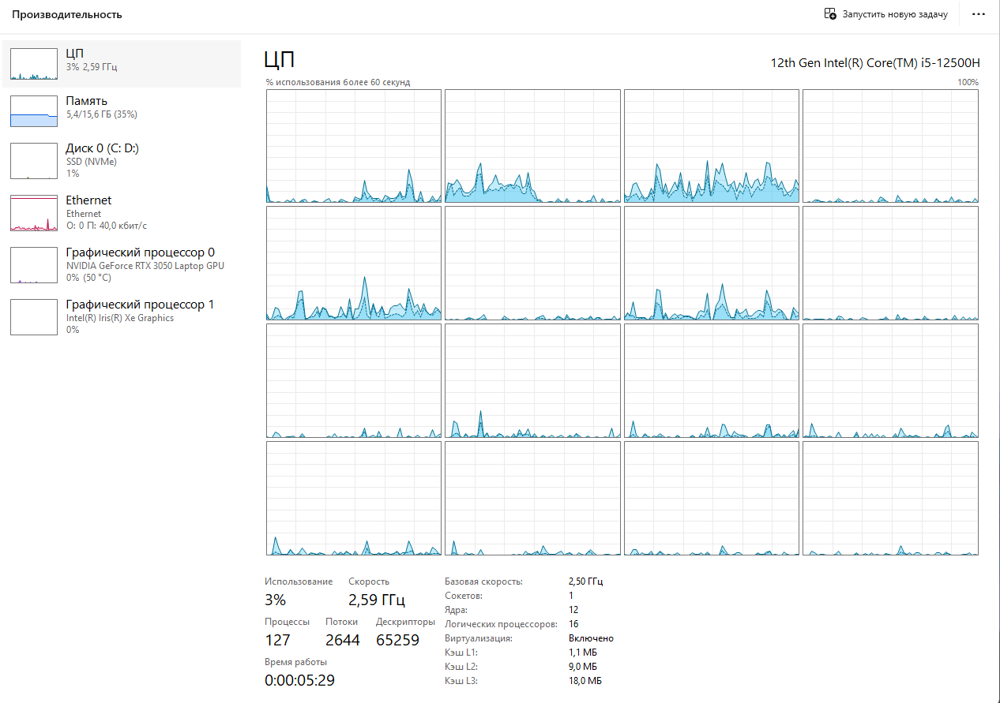 Производительность
Запустить новую задачу
ЦП
3% 2,59 ГГц
Память
5,4/15,6 ГБ (35%)
Диск 0 (C: D:)
SSD (NVMe)
1%
Ethernet
Ethernet
О: 0 П: 40,0 кбит/с
Графический процессор 0
NVIDIA GeForce RTX 3050 Laptop GPU
0% (50 °C)
Графический процессор 1
Intel(R) Iris(R) Xe Graphics
0%
ЦП
12th Gen Intel(R) Core(TM) i5-12500H
% использования более 60 секунд
100%
Использование Скорость
3% 2,59 ГГц
Процессы Потоки Дескрипторы
127 2644 65259
Время работы
0:00:05:29
Базовая скорость: 2,50 ГГц
Сокетов: 1
Ядра: 12
Логических процессоров: 16
Виртуализация: Включено
Кэш L1: 1,1 МБ
Кэш L2: 9,0 МБ
Кэш L3: 18,0 МБ